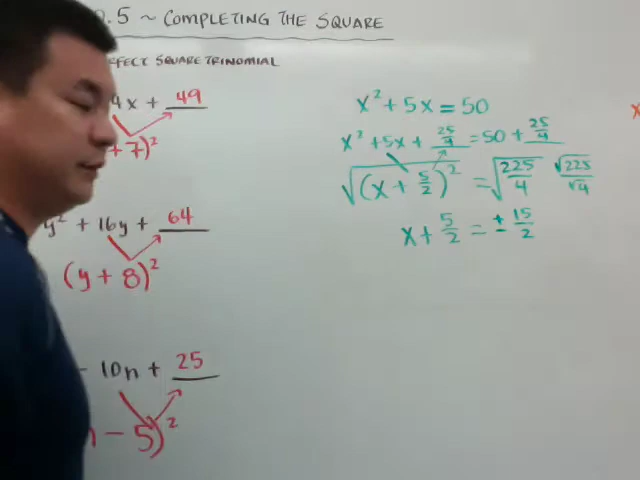 .5 ~ COMPLETING THE SQUARE
FECT SQUARE TRINOMIAL
4x + 49
+ 7)²
y² + 16y + 64
(y + 8)²
- 10n + 25
n - 5)²
x² + 5x = 50
x² + 5x + 25/4 = 50 + 25/4
√(x + 5/2)² = √225/4 √225/√4
x + 5/2 = ± 15/2